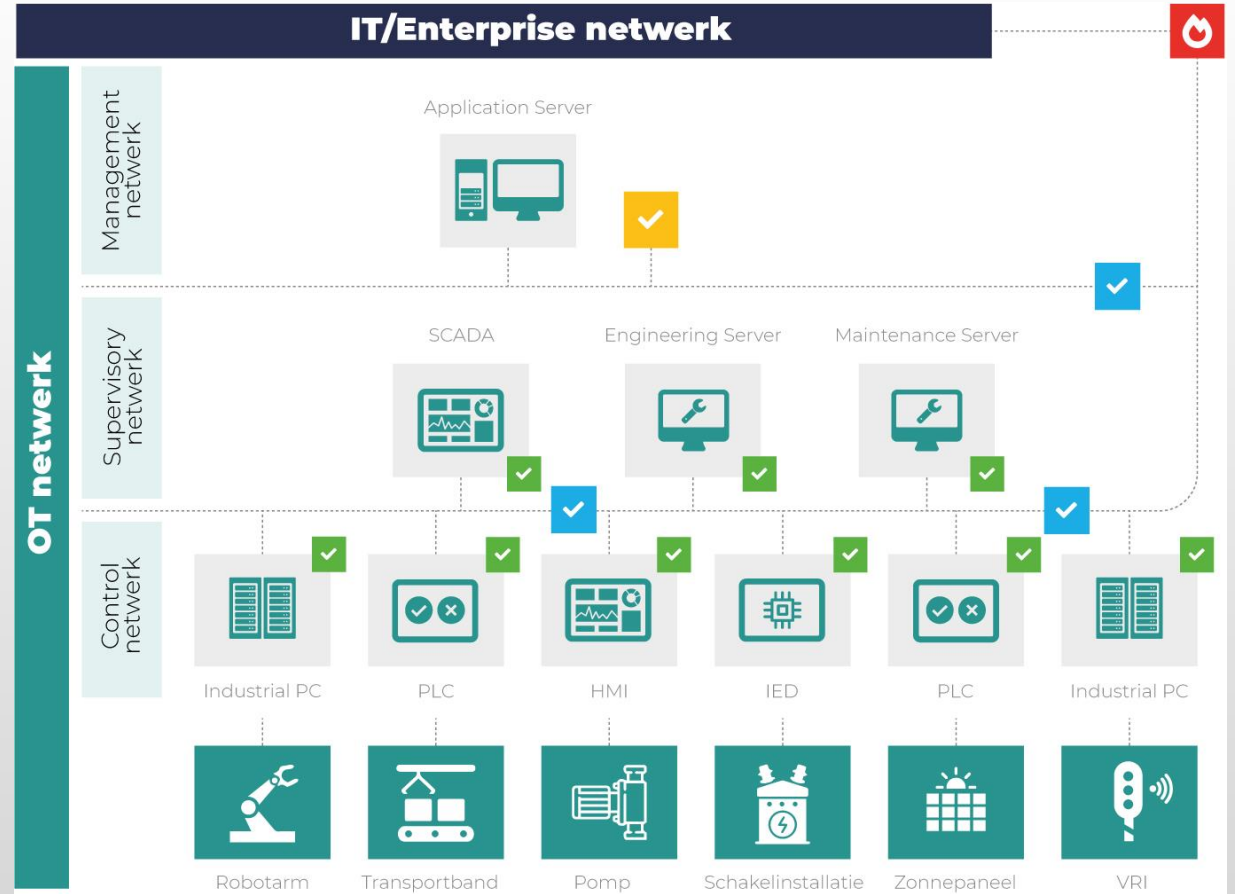 IT/Enterprise netwerk
OT netwerk
Management
netwerk
Application Server
Supervisory
netwerk
SCADA
Engineering Server
Maintenance Server
Control
netwerk
Industrial PC
PLC
HMI
IED
PLC
Industrial PC
Robotarm
Transportband
Pomp
Schakelinstallatie
Zonnepaneel
VRI